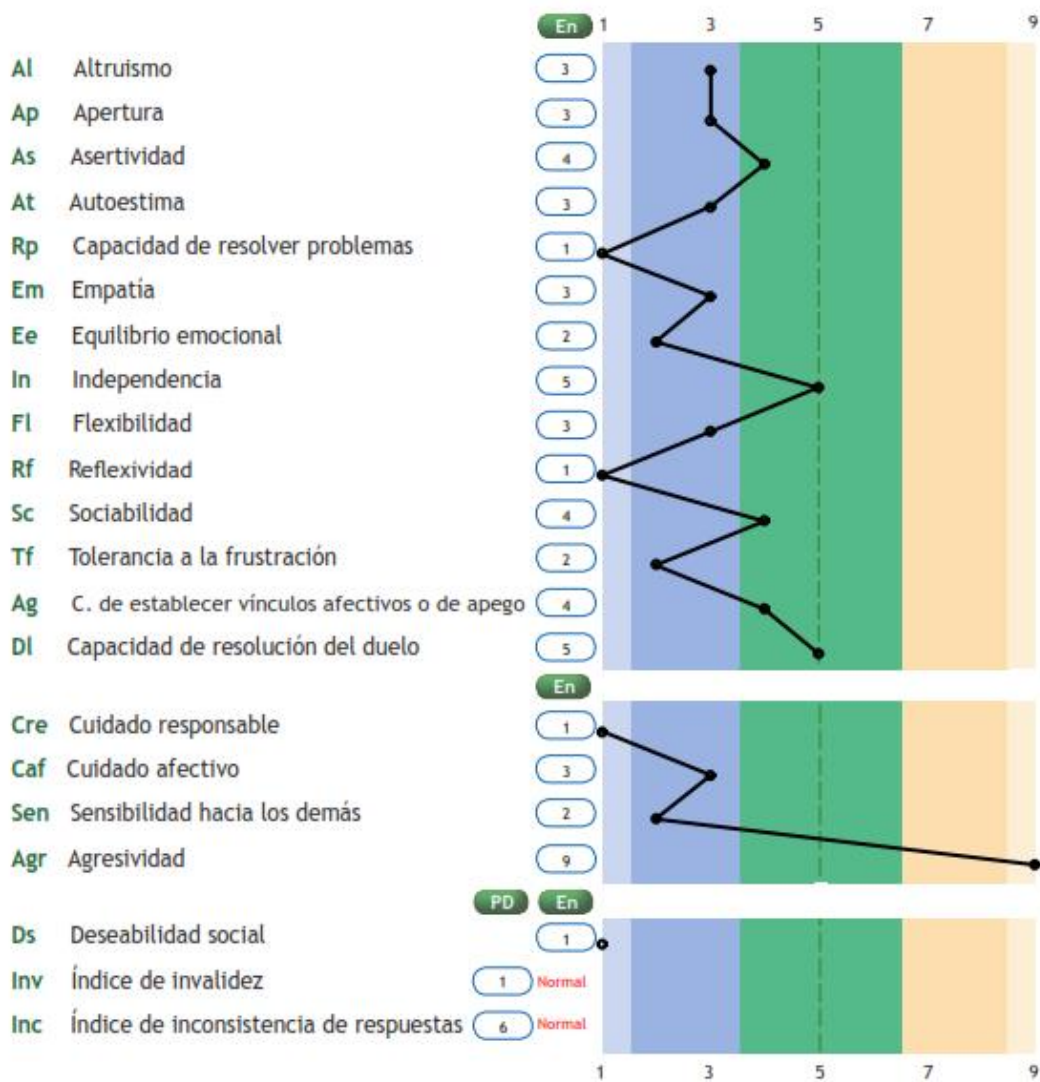 En 1 3 5 7 9
Al Altruismo 3
Ap Apertura 3
As Asertividad 4
At Autoestima 3
Rp Capacidad de resolver problemas 1
Em Empatía 3
Ee Equilibrio emocional 2
In Independencia 5
Fl Flexibilidad 3
Rf Reflexividad 1
Sc Sociabilidad 4
Tf Tolerancia a la frustración 2
Ag C. de establecer vínculos afectivos o de apego 4
Dl Capacidad de resolución del duelo 5
En
Cre Cuidado responsable 1
Caf Cuidado afectivo 3
Sen Sensibilidad hacia los demás 2
Agr Agresividad 9
PD En
Ds Deseabilidad social 1
Inv Índice de invalidez 1 Normal
Inc Índice de inconsistencia de respuestas 6 Normal
1 3 5 7 9